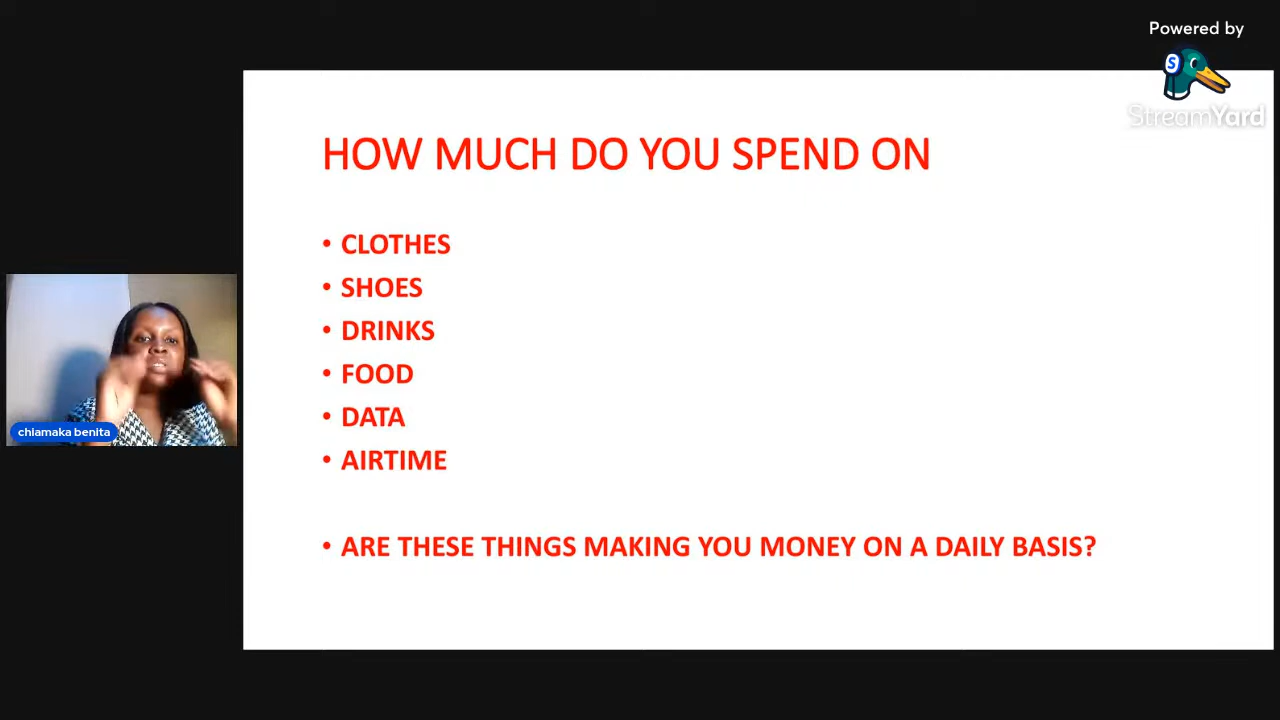 Powered by
S
StreamYard
HOW MUCH DO YOU SPEND ON
• CLOTHES
• SHOES
• DRINKS
• FOOD
• DATA
• AIRTIME
• ARE THESE THINGS MAKING YOU MONEY ON A DAILY BASIS?
chiamaka benita